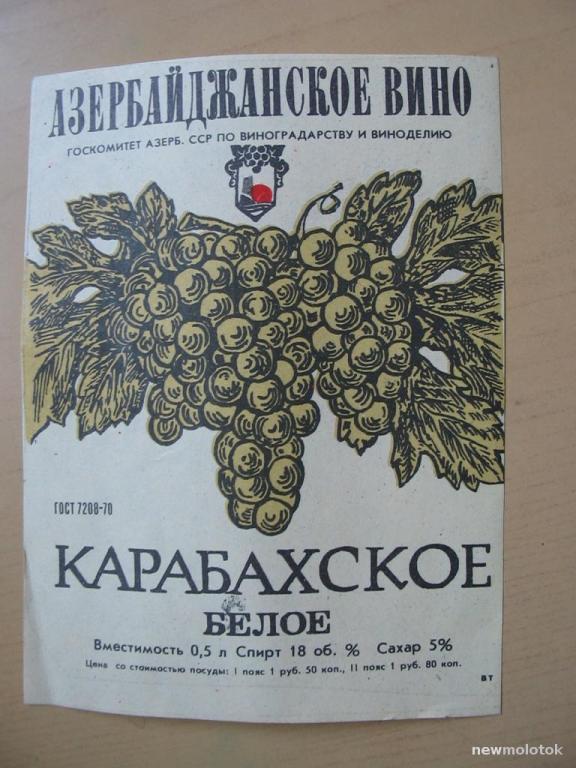 АЗЕРБАЙДЖАНСКОЕ ВИНО
ГОСКОМИТЕТ АЗЕРБ. ССР ПО ВИНОГРАДАРСТВУ И ВИНОДЕЛИЮ
ГОСТ 7208-70
КАРАБАХСКОЕ
БЕЛОЕ
Вместимость 0,5 л Спирт 18 об. % Сахар 5%
Цена со стоимостью посуды: I пояс 1 руб. 50 коп., II пояс 1 руб. 80 коп.
ВТ
newmolotok